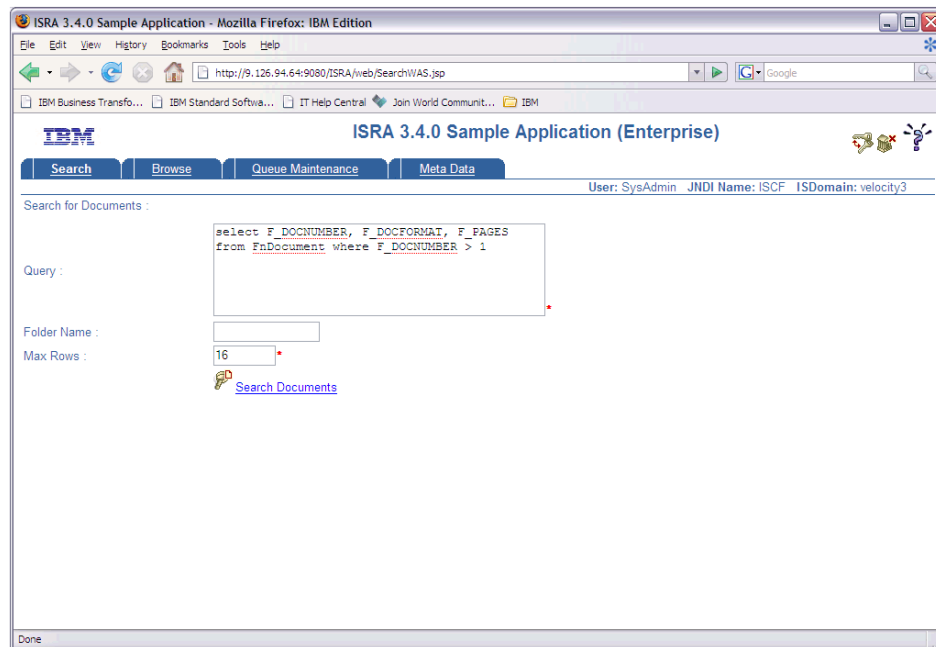 ISRA 3.4.0 Sample Application - Mozilla Firefox: IBM Edition
File Edit View History Bookmarks Tools Help
http://9.126.94.64:9080/ISRA/web/SearchWAS.jsp
G Google
IBM Business Transfo... IBM Standard Softwa... IT Help Central Join World Communit... IBM
IBM
ISRA 3.4.0 Sample Application (Enterprise)
Search Browse Queue Maintenance Meta Data
User: SysAdmin JNDI Name: ISCF ISDomain: velocity3
Search for Documents :
select F_DOCNUMBER, F_DOCFORMAT, F_PAGES
from FnDocument where F_DOCNUMBER > 1
Query :
*
Folder Name :
Max Rows : 16 *
Search Documents
Done